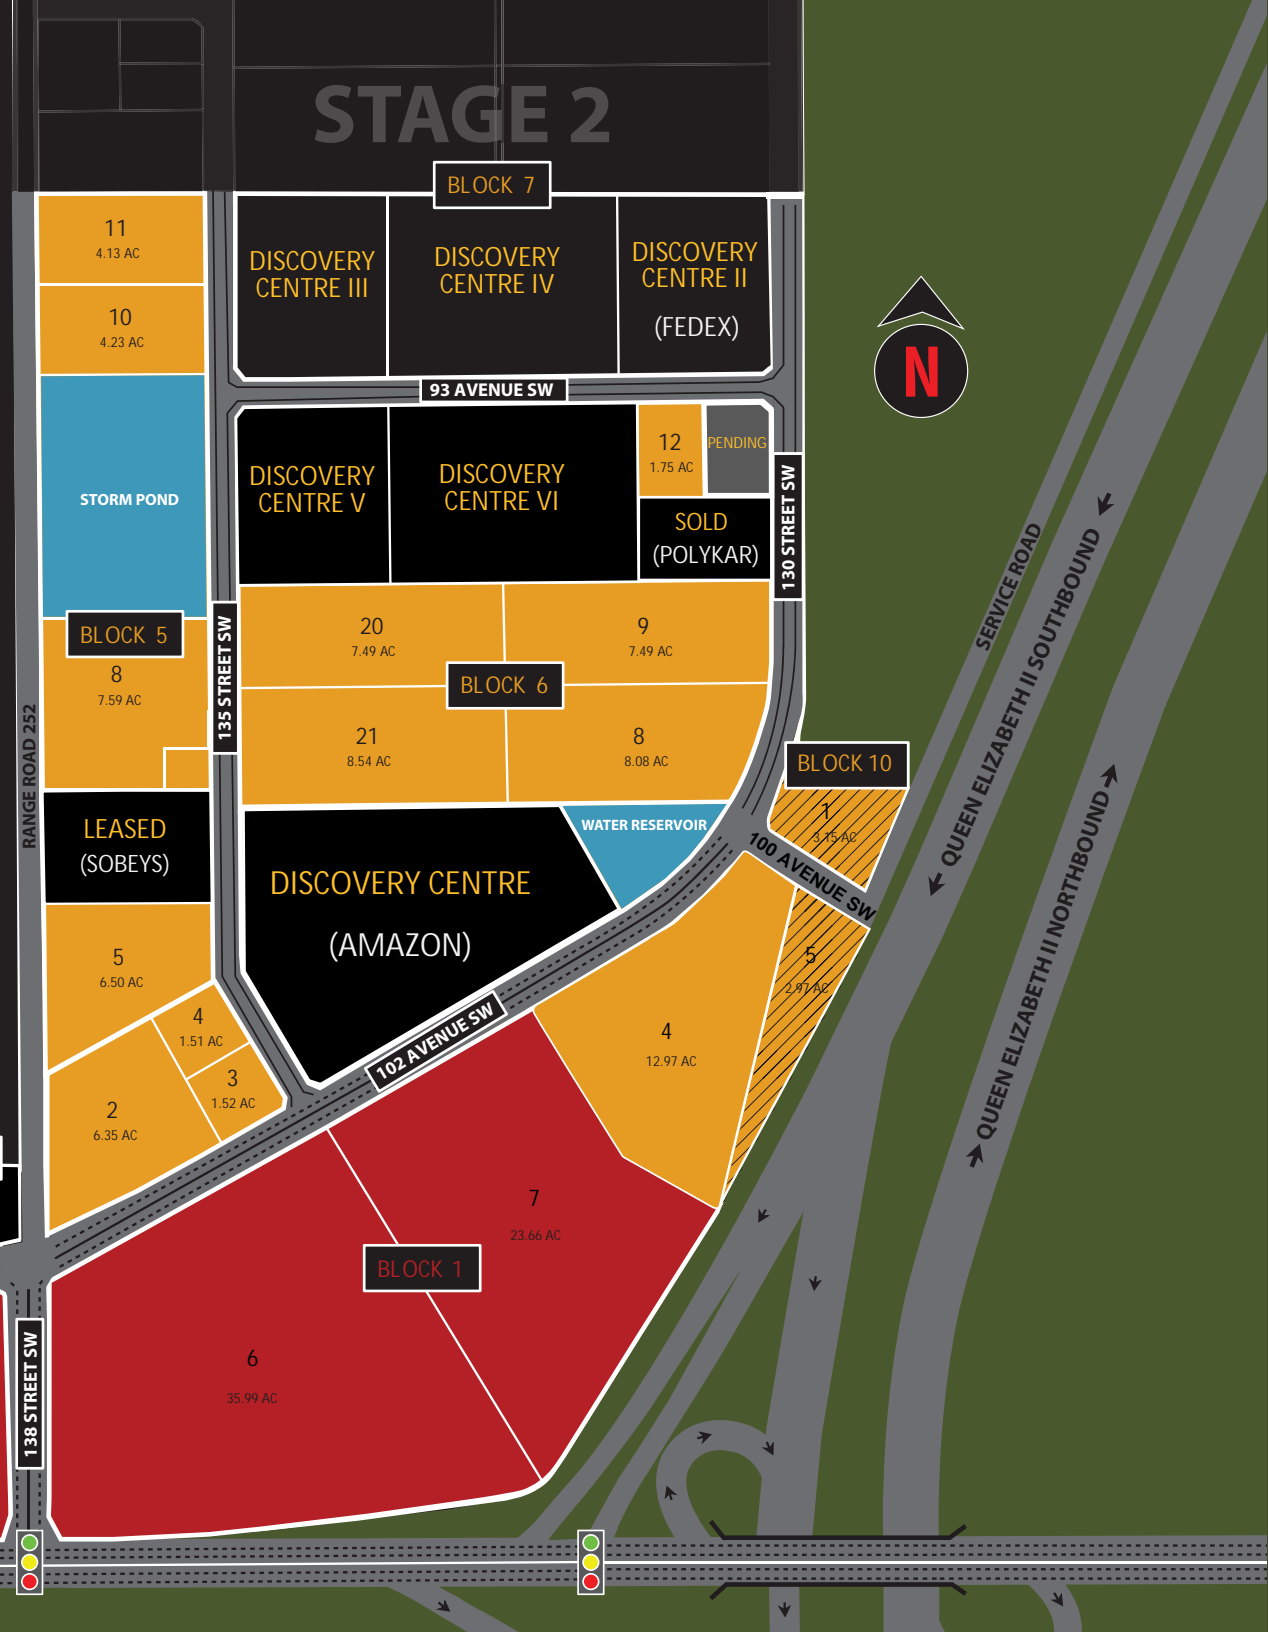 STAGE 2
BLOCK 7
11
4.13 AC
10
4.23 AC
DISCOVERY
CENTRE III
DISCOVERY
CENTRE IV
DISCOVERY
CENTRE II
(FEDEX)
N
93 AVENUE SW
STORM POND
DISCOVERY
CENTRE V
DISCOVERY
CENTRE VI
12
1.75 AC
PENDING
SOLD
(POLYKAR)
130 STREET SW
SERVICE ROAD
QUEEN ELIZABETH II SOUTHBOUND
QUEEN ELIZABETH II NORTHBOUND
BLOCK 5
8
7.59 AC
135 STREET SW
RANGE ROAD 252
20
7.49 AC
9
7.49 AC
BLOCK 6
21
8.54 AC
8
8.08 AC
BLOCK 10
1
3.15 AC
100 AVENUE SW
LEASED
(SOBEYS)
WATER RESERVOIR
DISCOVERY CENTRE
(AMAZON)
5
6.50 AC
4
1.51 AC
3
1.52 AC
2
6.35 AC
102 AVENUE SW
4
12.97 AC
5
2.97 AC
7
23.66 AC
BLOCK 1
6
35.99 AC
138 STREET SW